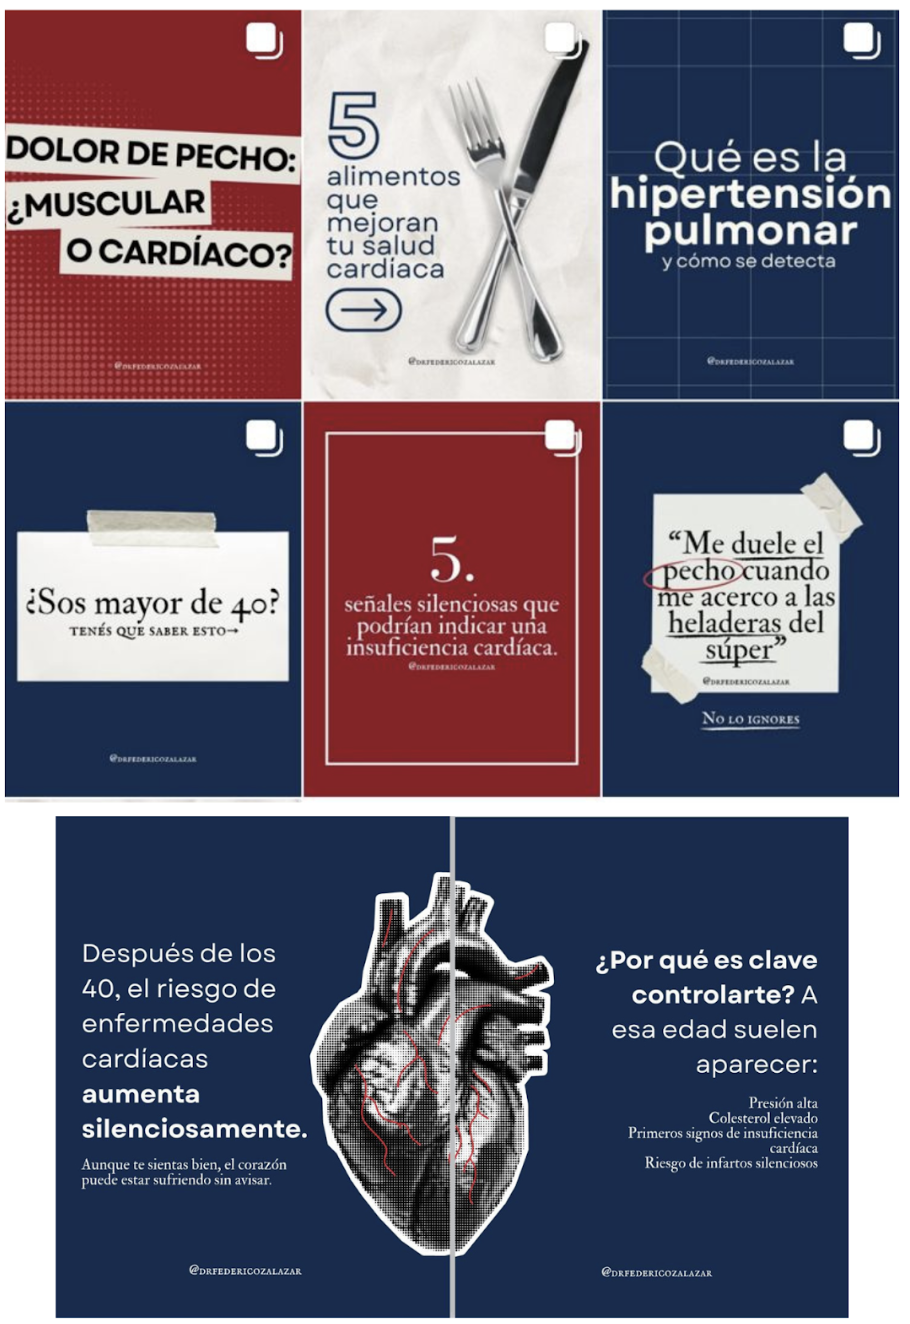 DOLOR DE PECHO:
¿MUSCULAR
O CARDÍACO?
@DRFEDERICOZALAZAR
5
alimentos
que
mejoran
tu salud
cardíaca
@DRFEDERICOZALAZAR
Qué es la
hipertensión
pulmonar
y cómo se detecta
@DRFEDERICOZALAZAR
¿Sos mayor de 40?
TENÉS QUE SABER ESTO→
@DRFEDERICOZALAZAR
5.
señales silenciosas que
podrían indicar una
insuficiencia cardíaca.
@DRFEDERICOZALAZAR
“Me duele el
pecho cuando
me acerco a las
heladeras del
súper”
@DRFEDERICOZALAZAR
NO LO IGNORES
Después de los
40, el riesgo de
enfermedades
cardíacas
aumenta
silenciosamente.
Aunque te sientas bien, el corazón
puede estar sufriendo sin avisar.
@DRFEDERICOZALAZAR
¿Por qué es clave
controlarte? A
esa edad suelen
aparecer:
Presión alta
Colesterol elevado
Primeros signos de insuficiencia
cardíaca
Riesgo de infartos silenciosos
@DRFEDERICOZALAZAR